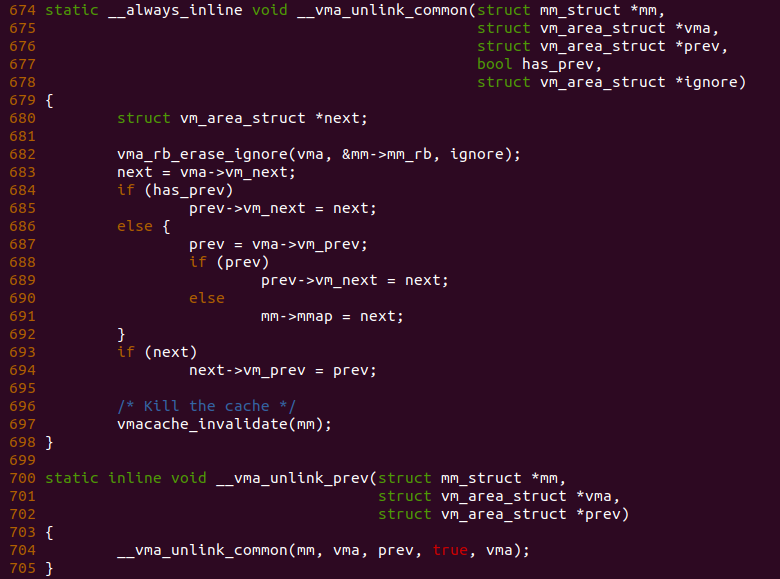 674 static __always_inline void __vma_unlink_common(struct mm_struct *mm,
675                                                 struct vm_area_struct *vma,
676                                                 struct vm_area_struct *prev,
677                                                 bool has_prev,
678                                                 struct vm_area_struct *ignore)
679 {
680         struct vm_area_struct *next;
681
682         vma_rb_erase_ignore(vma, &mm->mm_rb, ignore);
683         next = vma->vm_next;
684         if (has_prev)
685                 prev->vm_next = next;
686         else {
687                 prev = vma->vm_prev;
688                 if (prev)
689                         prev->vm_next = next;
690                 else
691                         mm->mmap = next;
692         }
693         if (next)
694                 next->vm_prev = prev;
695
696         /* Kill the cache */
697         vmacache_invalidate(mm);
698 }
699
700 static inline void __vma_unlink_prev(struct mm_struct *mm,
701                                      struct vm_area_struct *vma,
702                                      struct vm_area_struct *prev)
703 {
704         __vma_unlink_common(mm, vma, prev, true, vma);
705 }